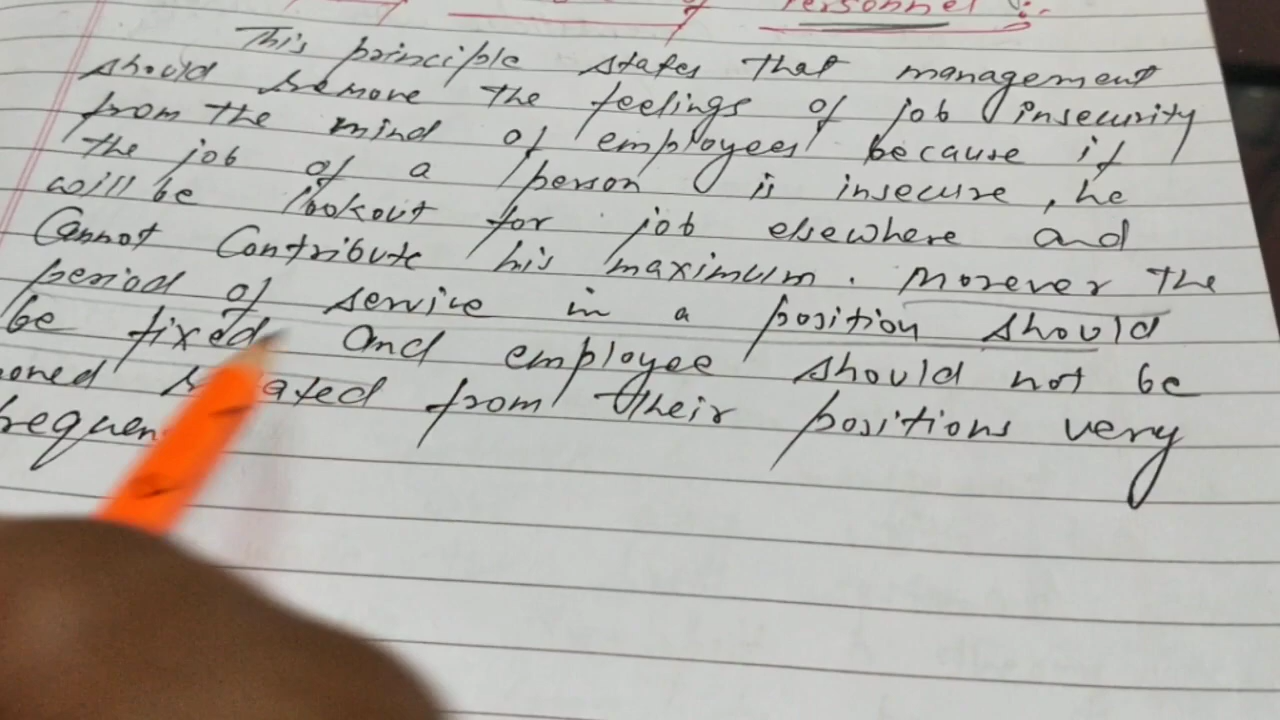 Personnel :-
This principle states that management
should remove the feelings of job insecurity
from the mind of employees because if
the job of a person is insecure, he
will be lookout for job elsewhere and
Cannot Contribute his maximum. Morever the
period of service in a position should
be fixed and employee should not be
from their positions very